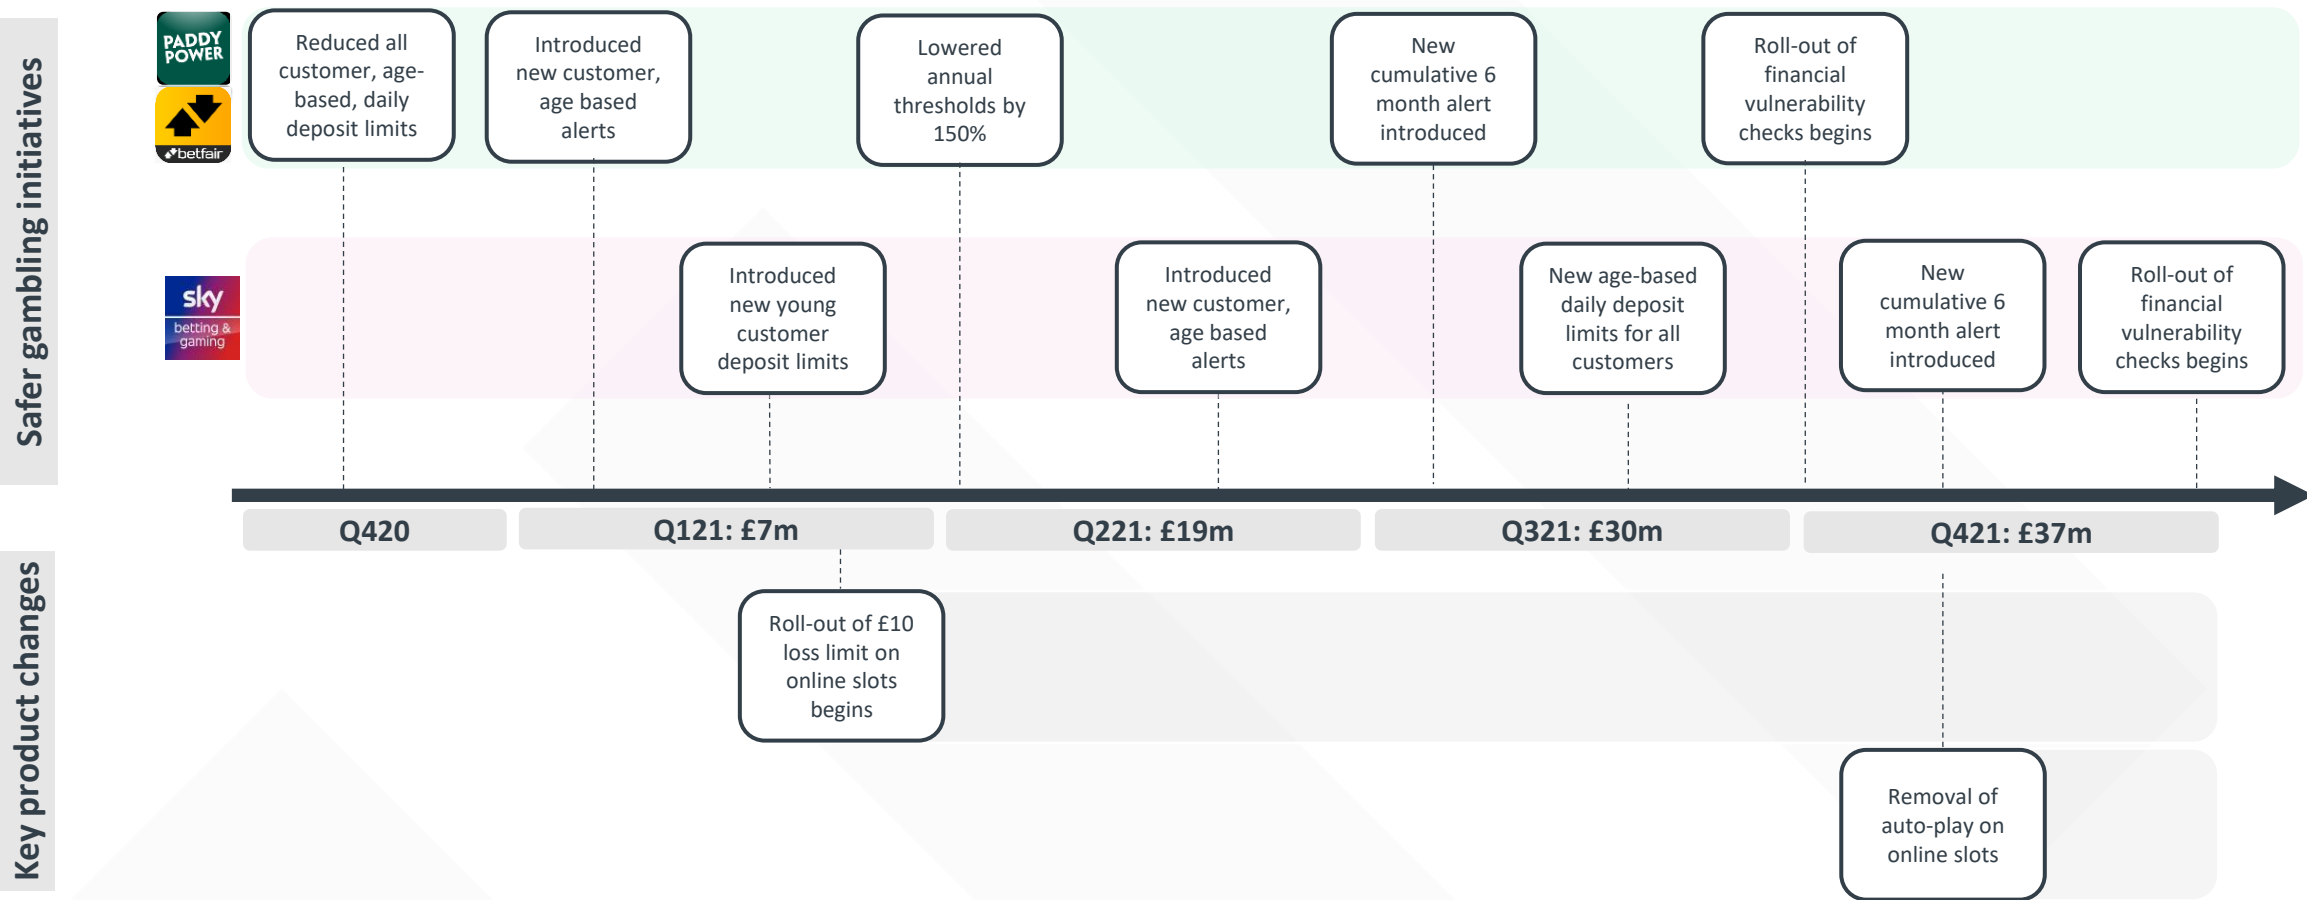 Safer gambling initiatives
PADDY
POWER
betfair
Reduced all
customer, age-
based, daily
deposit limits
Introduced
new customer,
age based
alerts
Lowered
annual
thresholds by
150%
New
cumulative 6
month alert
introduced
Roll-out of
financial
vulnerability
checks begins
sky
betting &
gaming
Introduced
new young
customer
deposit limits
Introduced
new customer,
age based
alerts
New age-based
daily deposit
limits for all
customers
New
cumulative 6
month alert
introduced
Roll-out of
financial
vulnerability
checks begins
Q420
Q121: £7m
Q221: £19m
Q321: £30m
Q421: £37m
Key product changes
Roll-out of £10
loss limit on
online slots
begins
Removal of
auto-play on
online slots